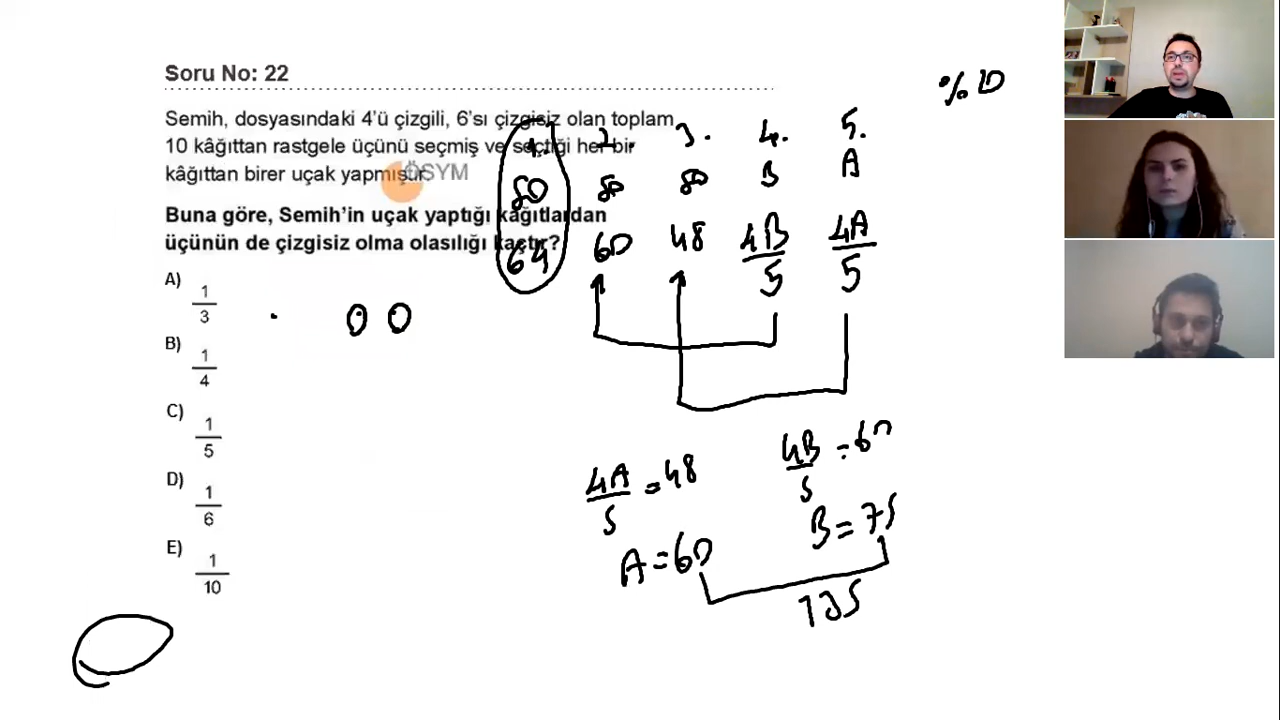 Soru No: 22
Semih, dosyasındaki 4'ü çizgili, 6'sı çizgisiz olan toplam
10 kâğıttan rastgele üçünü seçmiş ve seçtiği her bir
kâğıttan birer uçak yapmıştır.
ÖSYM
Buna göre, Semih'in uçak yaptığı kâğıtlardan
üçünün de çizgisiz olma olasılığı kaçtır?
A) 1/3
B) 1/4
C) 1/5
D) 1/6
E) 1/10
1. 2. 3. 4. 5.
80 80 80 B A
64 60 48 4B/5 4A/5
4A/5 = 48
4B/5 = 60
A = 60
B = 75
135